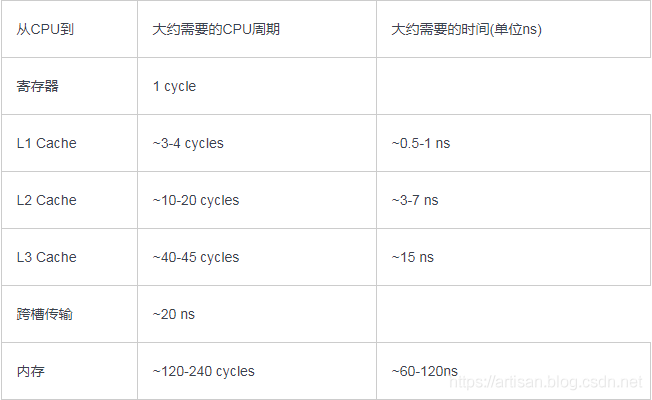 从CPU到 大约需要的CPU周期 大约需要的时间(单位ns)
寄存器 1 cycle
L1 Cache ~3-4 cycles ~0.5-1 ns
L2 Cache ~10-20 cycles ~3-7 ns
L3 Cache ~40-45 cycles ~15 ns
跨槽传输 ~20 ns
内存 ~120-240 cycles ~60-120ns
https://artisan.blog.csdn.net